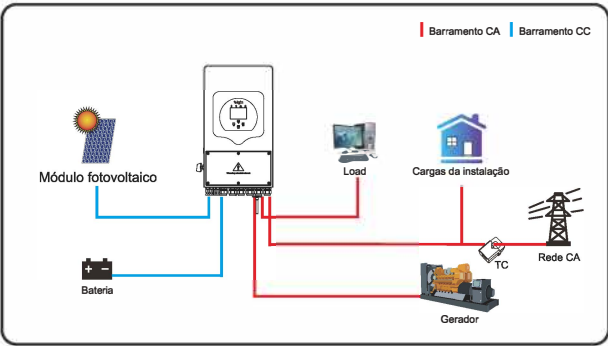 Barramento CA
Barramento CC
Módulo fotovoltaico
Load
Cargas da instalação
TC
Rede CA
Bateria
Gerador